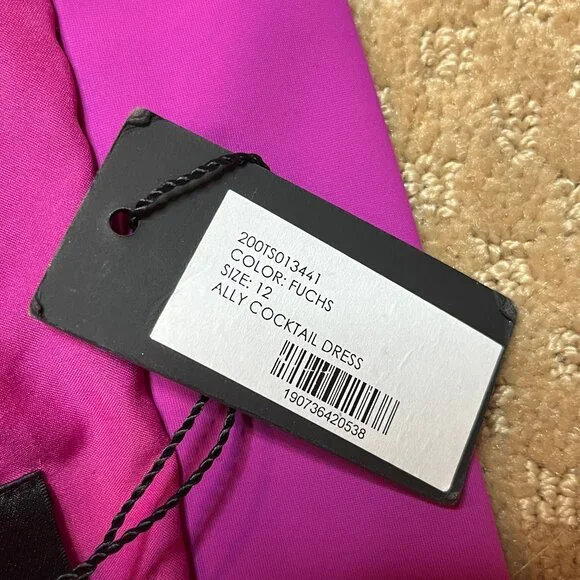 200TS013441
COLOR: FUCHS
SIZE: 12
ALLY COCKTAIL DRESS
190736420538